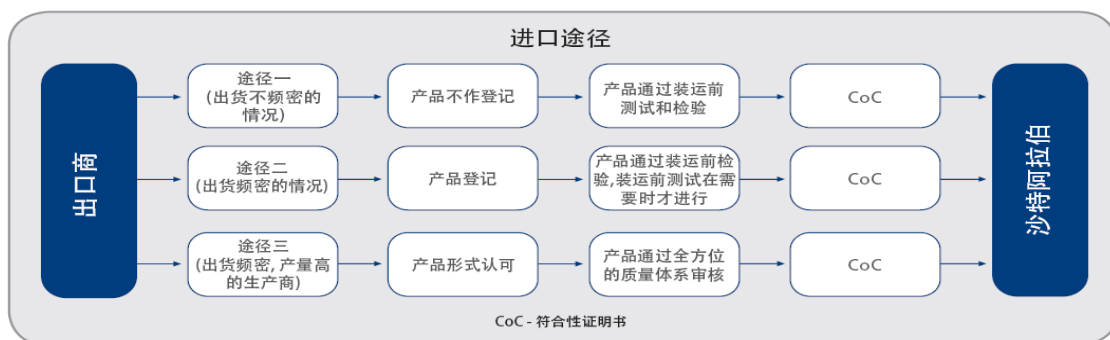 进口途径
出口商
途径一
(出货不频密的
情况)
产品不作登记
产品通过装运前
测试和检验
CoC
途径二
(出货频密的情况)
产品登记
产品通过装运前检
验,装运前测试在需
要时才进行
CoC
途径三
(出货频密,产量高
的生产商)
产品形式认可
产品通过全方位
的质量体系审核
CoC
沙特阿拉伯
CoC - 符合性证明书